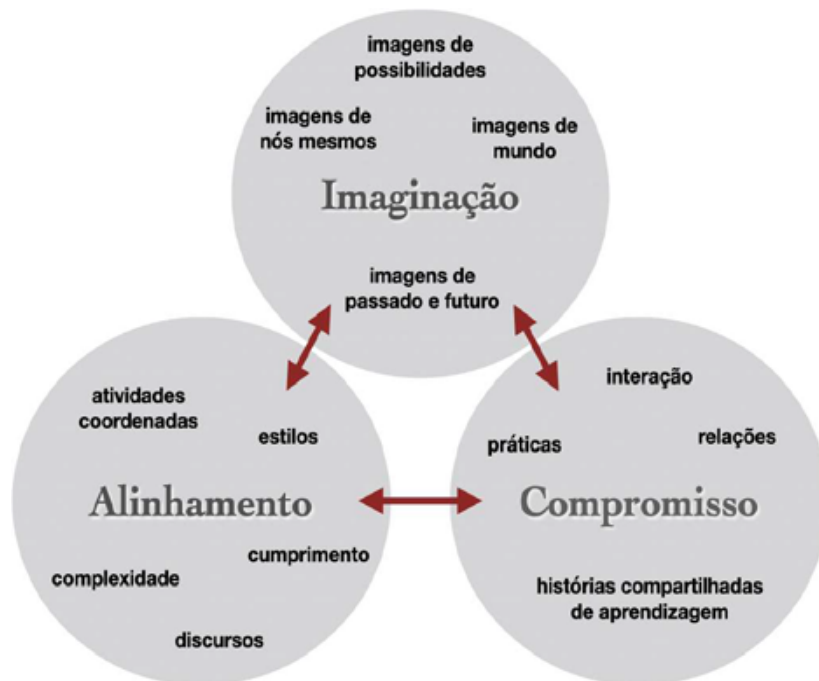 imagens de
possibilidades
imagens de
nós mesmos
imagens de
mundo
Imaginação
imagens de
passado e futuro
atividades
coordenadas
estilos
Alinhamento
cumprimento
complexidade
discursos
interação
práticas
relações
Compromisso
histórias compartilhadas
de aprendizagem